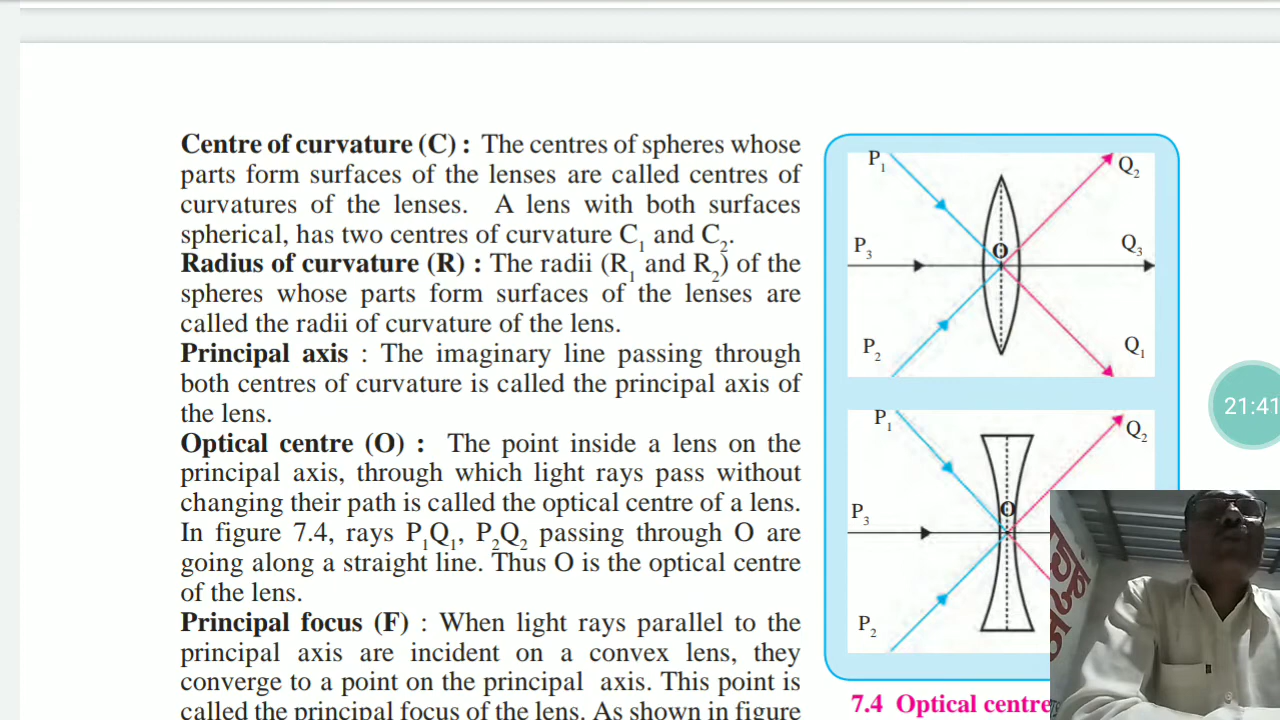 Centre of curvature (C) : The centres of spheres whose
parts form surfaces of the lenses are called centres of
curvatures of the lenses. A lens with both surfaces
spherical, has two centres of curvature C₁ and C₂.
Radius of curvature (R) : The radii (R₁ and R₂) of the
spheres whose parts form surfaces of the lenses are
called the radii of curvature of the lens.
Principal axis : The imaginary line passing through
both centres of curvature is called the principal axis of
the lens.
Optical centre (O) : The point inside a lens on the
principal axis, through which light rays pass without
changing their path is called the optical centre of a lens.
In figure 7.4, rays P₁Q₁, P₂Q₂ passing through O are
going along a straight line. Thus O is the optical centre
of the lens.
Principal focus (F) : When light rays parallel to the
principal axis are incident on a convex lens, they
converge to a point on the principal axis. This point is
called the principal focus of the lens. As shown in figure
P₁
Q₂
O
P₃
Q₃
P₂
Q₁
P₁
Q₂
O
P₃
P₂
7.4 Optical centre
21:41